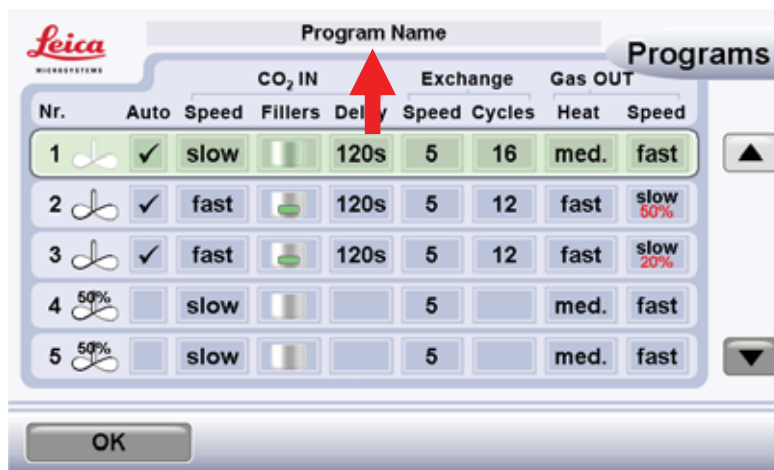 Leica
MICROSYSTEMS
Program Name
Programs
CO₂ IN Exchange Gas OUT
Nr. Auto Speed Fillers Delay Speed Cycles Heat Speed
1 ✓ slow 120s 5 16 med. fast
2 ✓ fast 120s 5 12 fast slow 50%
3 ✓ fast 120s 5 12 fast slow 20%
4 50% slow 5 med. fast
5 50% slow 5 med. fast
OK